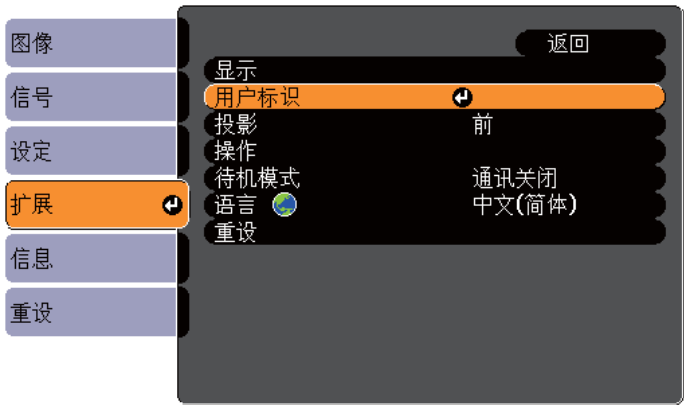 图像
信号
设定
扩展
信息
重设
返回
显示
用户标识
投影 前
操作
待机模式 通讯关闭
语言 中文(简体)
重设